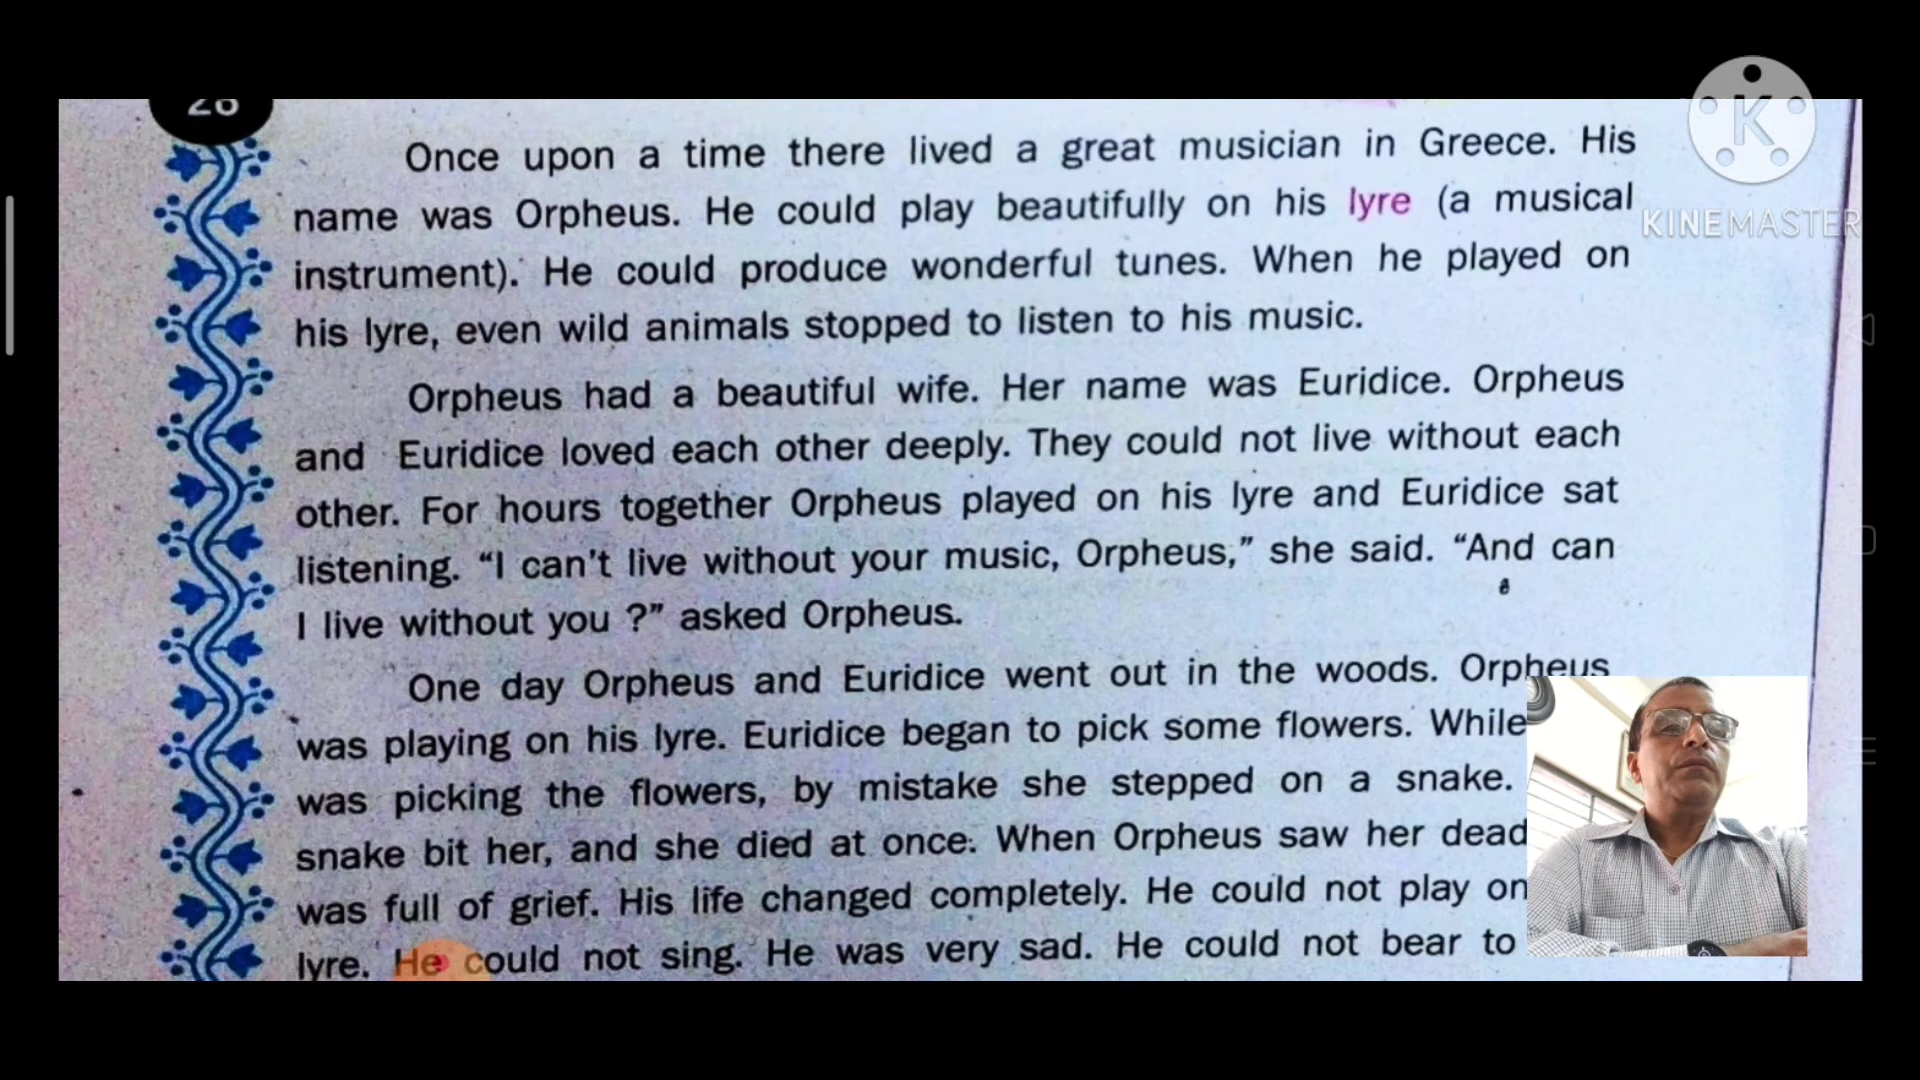 Once upon a time there lived a great musician in Greece. His
name was Orpheus. He could play beautifully on his lyre (a musical
instrument). He could produce wonderful tunes. When he played on
his lyre, even wild animals stopped to listen to his music.
Orpheus had a beautiful wife. Her name was Euridice. Orpheus
and Euridice loved each other deeply. They could not live without each
other. For hours together Orpheus played on his lyre and Euridice sat
listening. “I can't live without your music, Orpheus,” she said. “And can
I live without you ?” asked Orpheus.
One day Orpheus and Euridice went out in the woods. Orpheus
was playing on his lyre. Euridice began to pick some flowers. While
was picking the flowers, by mistake she stepped on a snake.
snake bit her, and she died at once. When Orpheus saw her dead
was full of grief. His life changed completely. He could not play on
lyre. He could not sing. He was very sad. He could not bear to
K
KINEMASTER